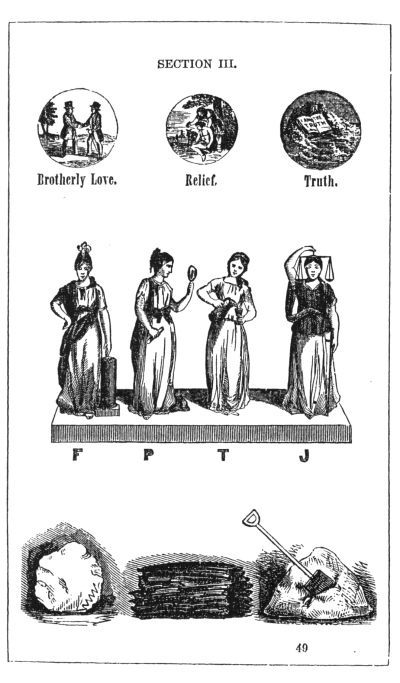 SECTION III.
Brotherly Love.
Relief.
Truth.
F P T J
49